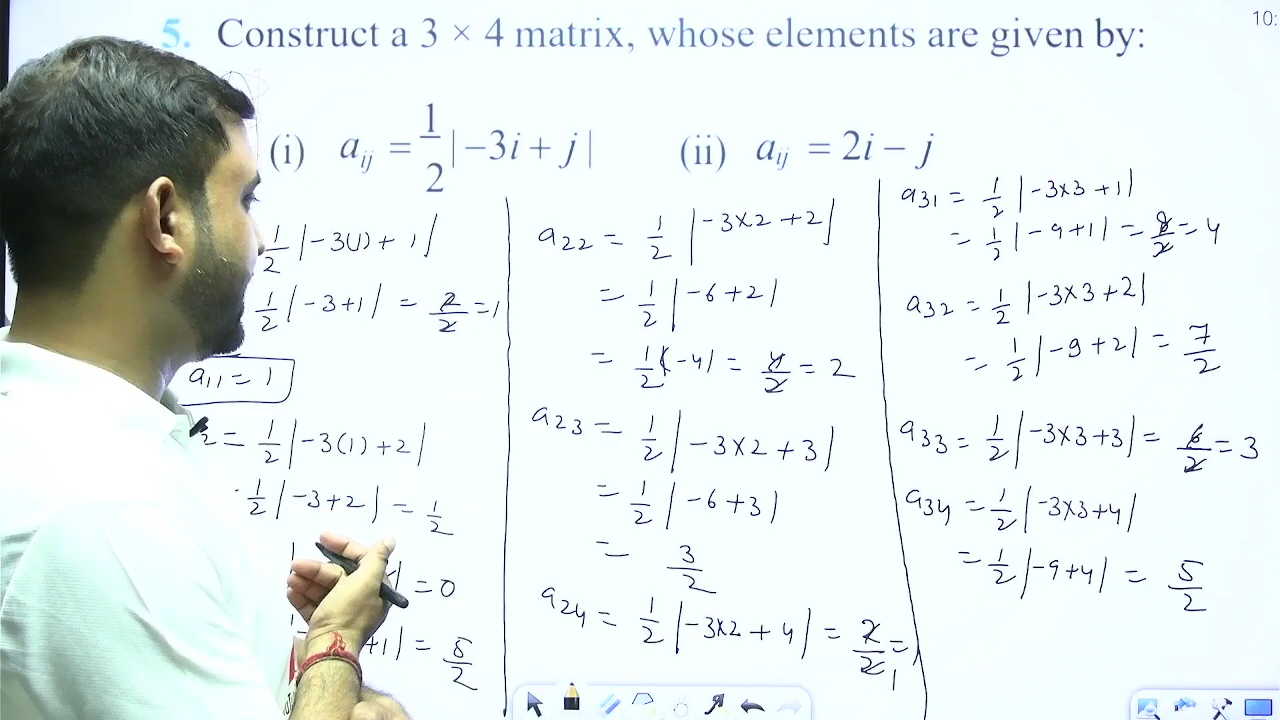 10:
5. Construct a 3 × 4 matrix, whose elements are given by:
(i) aij = 1/2 |−3i + j| (ii) aij = 2i − j
1/2 |−3(1) + 1|
1/2 |−3+1| = 2/2 = 1
a11 = 1
2 = 1/2 |−3(1) + 2|
1/2 |−3+2| = 1/2
= 0
+1| = 5/2
a22 = 1/2 |−3×2 + 2|
= 1/2 |−6 + 2|
= 1/2 |−4| = 4/2 = 2
a23 = 1/2 |−3×2 + 3|
= 1/2 |−6 + 3|
= 3/2
a24 = 1/2 |−3×2 + 4| = 2/2 = 1
a31 = 1/2 |−3×3 + 1|
= 1/2 |−9+1| = 8/2 = 4
a32 = 1/2 |−3×3 + 2|
= 1/2 |−9 + 2| = 7/2
a33 = 1/2 |−3×3+3| = 6/2 = 3
a34 = 1/2 |−3×3+4|
= 1/2 |−9+4| = 5/2